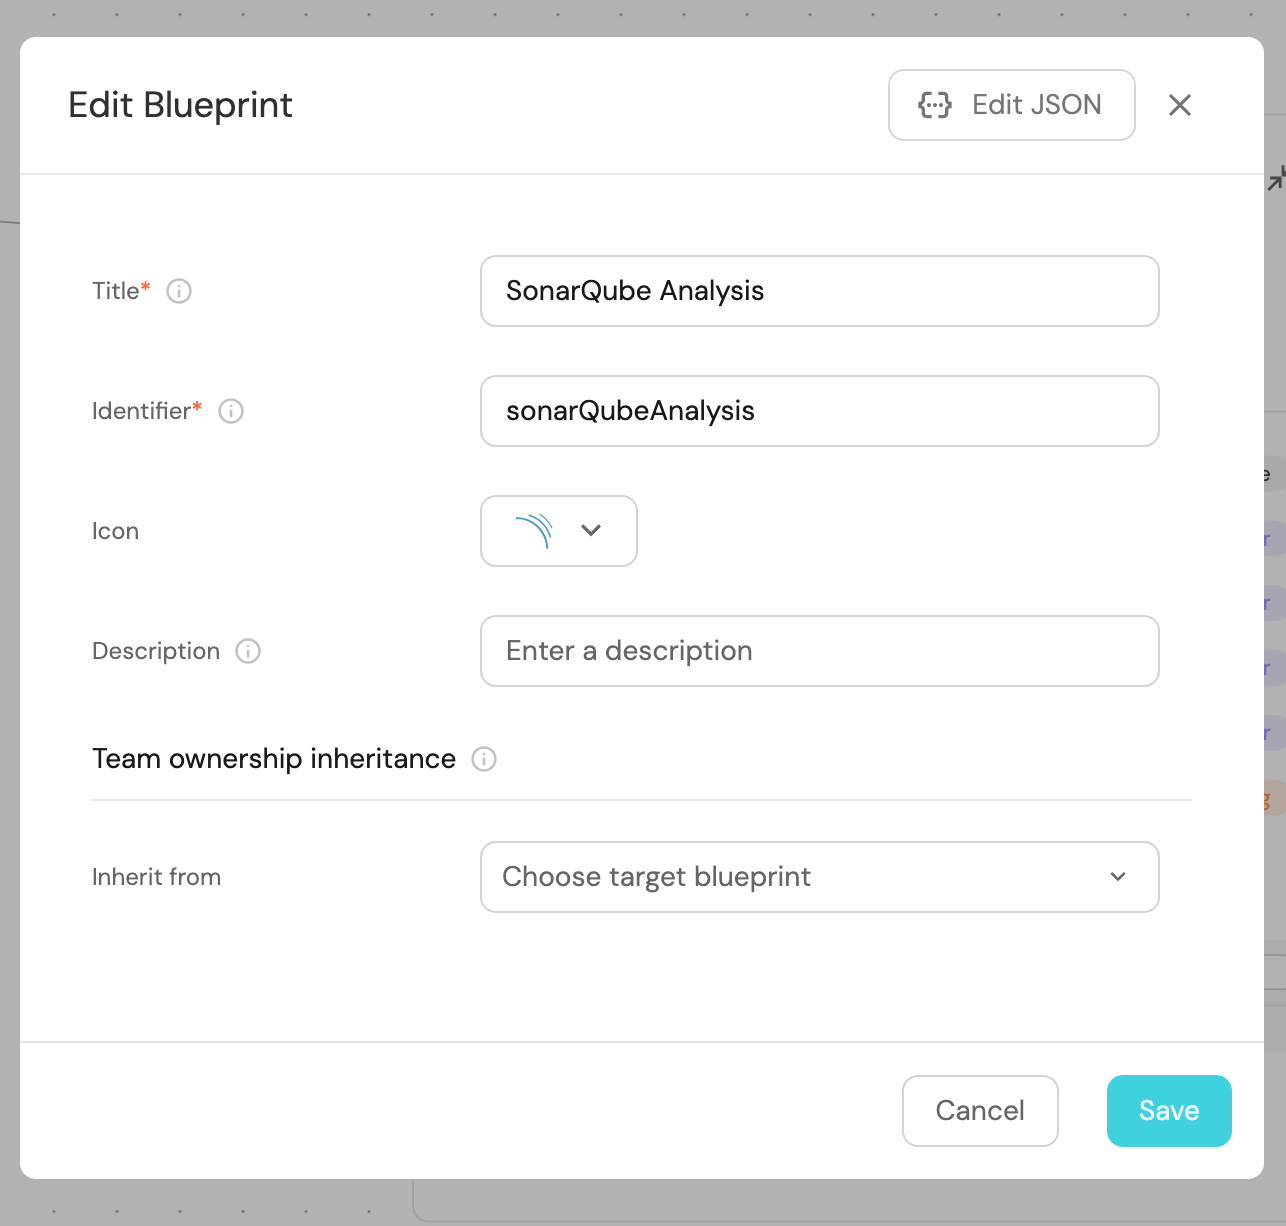 Edit Blueprint
Edit JSON
Title*
SonarQube Analysis
Identifier*
sonarQubeAnalysis
Icon
Description
Enter a description
Team ownership inheritance
Inherit from
Choose target blueprint
Cancel
Save